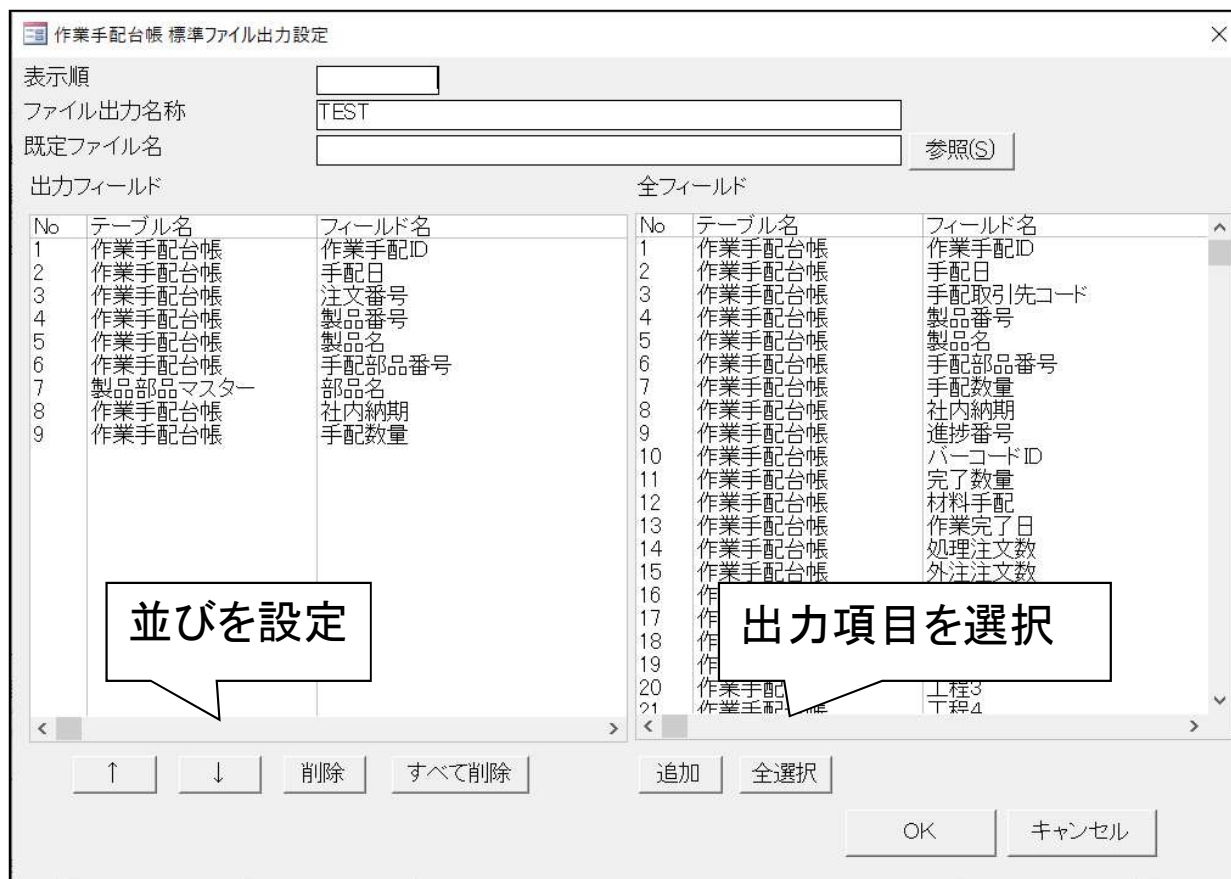 作業手配台帳 標準ファイル出力設定
表示順
ファイル出力名称 TEST
既定ファイル名 参照(S)
出力フィールド
No テーブル名 フィールド名
1 作業手配台帳 作業手配ID
2 作業手配台帳 手配日
3 作業手配台帳 注文番号
4 作業手配台帳 製品番号
5 作業手配台帳 製品名
6 作業手配台帳 手配部品番号
7 製品部品マスター 部品名
8 作業手配台帳 社内納期
9 作業手配台帳 手配数量
並びを設定
↑ ↓ 削除 すべて削除
全フィールド
No テーブル名 フィールド名
1 作業手配台帳 作業手配ID
2 作業手配台帳 手配日
3 作業手配台帳 手配取引先コード
4 作業手配台帳 製品番号
5 作業手配台帳 製品名
6 作業手配台帳 手配部品番号
7 作業手配台帳 手配数量
8 作業手配台帳 社内納期
9 作業手配台帳 進捗番号
10 作業手配台帳 バーコードID
11 作業手配台帳 完了数量
12 作業手配台帳 材料手配
13 作業手配台帳 作業完了日
14 作業手配台帳 処理注文数
15 作業手配台帳 外注注文数
16 作
17 作
18 作
19 作
20 作業手配 工程3
21 作業手配台帳 工程4
出力項目を選択
追加 全選択
OK キャンセル